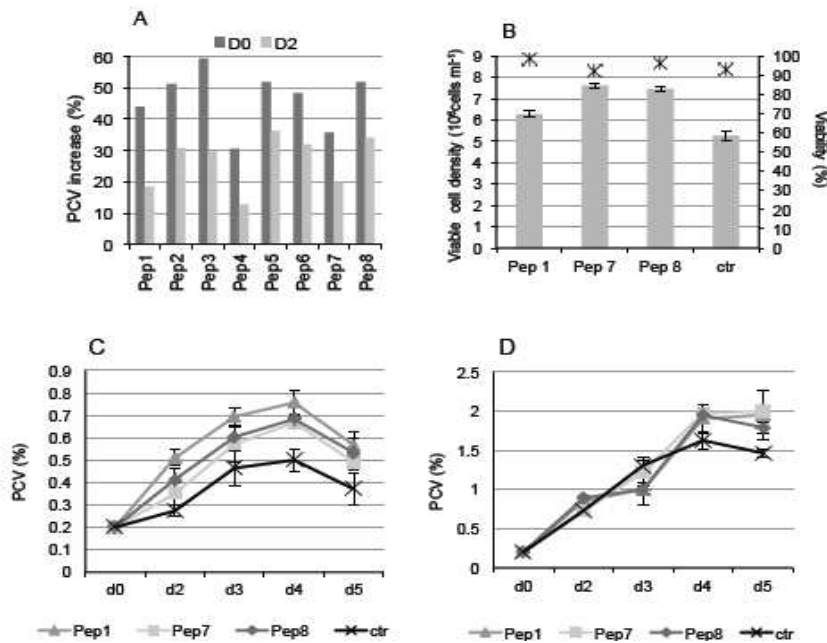 A
D0 D2
PCV increase (%)
60
50
40
30
20
10
0
Pep1 Pep2 Pep3 Pep4 Pep5 Pep6 Pep7 Pep8
B
Viable cell density (10⁶cells ml⁻¹)
9
8
7
6
5
4
3
2
1
0
100
90
80
70
60
50
40
30
20
10
0
Viability (%)
Pep 1 Pep 7 Pep 8 ctr
C
PCV (%)
0.9
0.8
0.7
0.6
0.5
0.4
0.3
0.2
0.1
0
d0 d2 d3 d4 d5
Pep1 Pep7 Pep8 ctr
D
PCV (%)
2.5
2
1.5
1
0.5
0
d0 d2 d3 d4 d5
Pep1 Pep7 Pep8 ctr